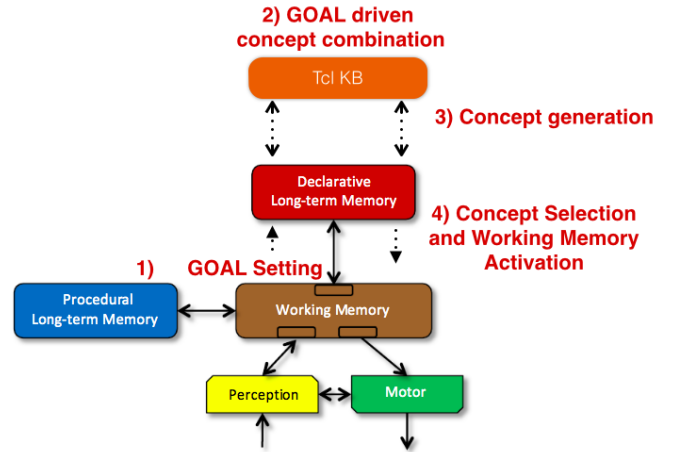 2) GOAL driven
concept combination
Tcl KB
3) Concept generation
Declarative
Long-term Memory
4) Concept Selection
and Working Memory
Activation
1) GOAL Setting
Procedural
Long-term Memory
Working Memory
Perception
Motor